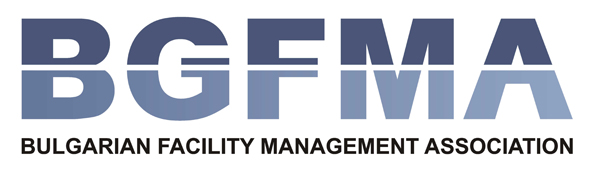 BGFMA
BULGARIAN FACILITY MANAGEMENT ASSOCIATION